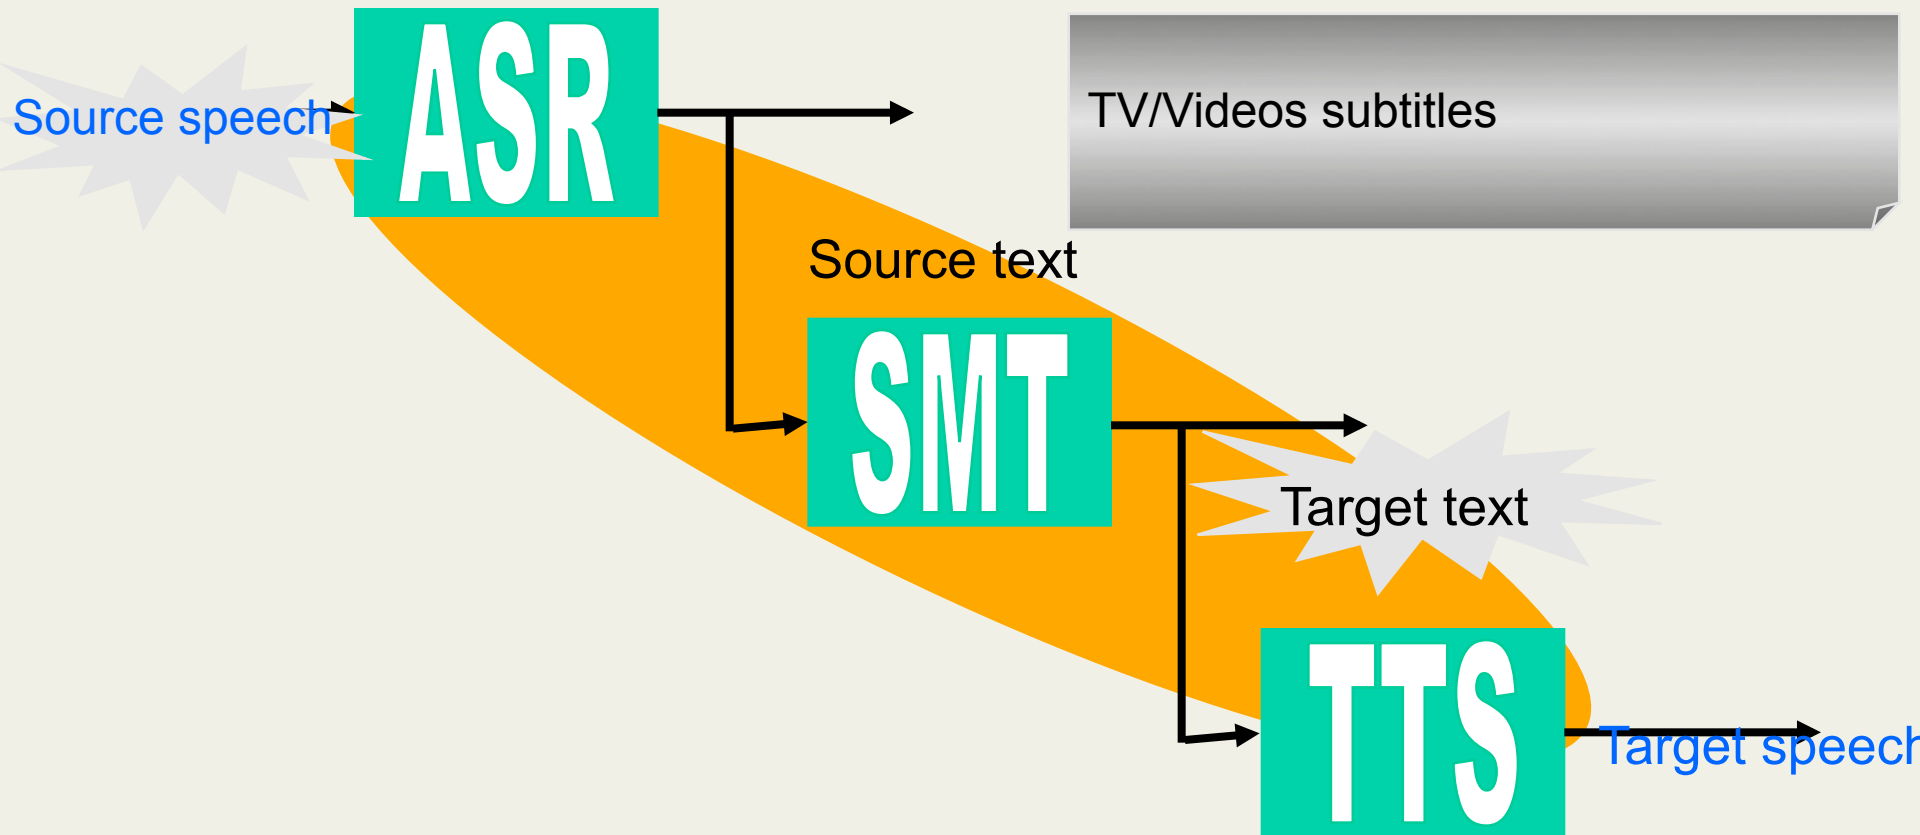 ASR
TV/Videos subtitles
Source speech
Source text
SMT
Target text
TTS
Target speech